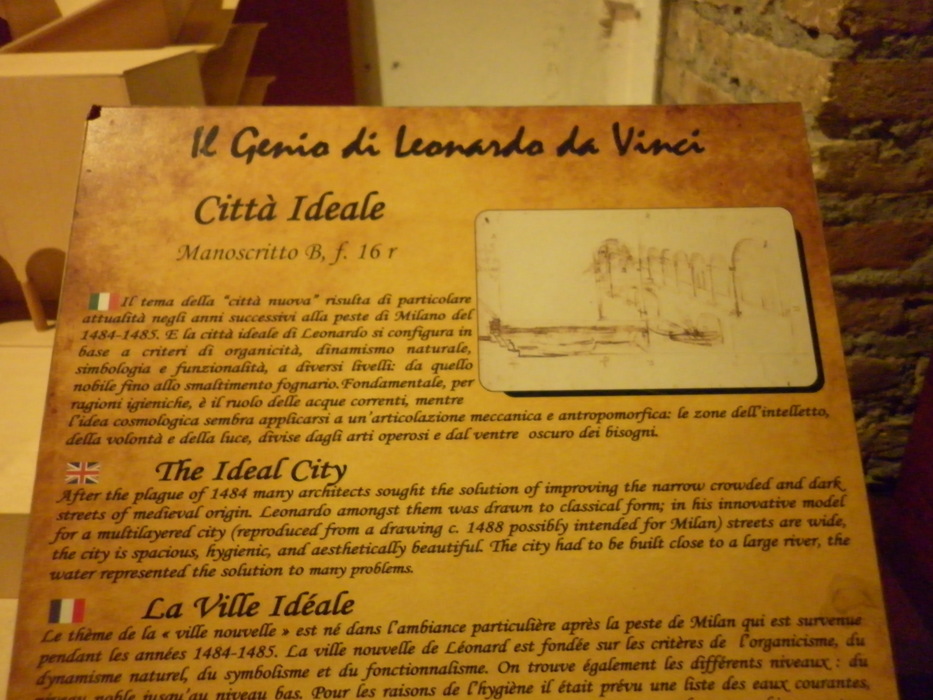 Il Genio di Leonardo da Vinci
Città Ideale
Manoscritto B, f. 16 r
Il tema della "città nuova" risulta di particolare
attualità negli anni successivi alla peste di Milano del
1484-1485. E la città ideale di Leonardo si configura in
base a criteri di organicità, dinamismo naturale,
simbologia e funzionalità, a diversi livelli: da quello
nobile fino allo smaltimento fognario. Fondamentale, per
ragioni igieniche, è il ruolo delle acque correnti, mentre
l'idea cosmologica sembra applicarsi a un'articolazione meccanica e antropomorfica: le zone dell'intelletto,
della volontà e della luce, divise dagli arti operosi e dal ventre oscuro dei bisogni.
The Ideal City
After the plague of 1484 many architects sought the solution of improving the narrow crowded and dark
streets of medieval origin. Leonardo amongst them was drawn to classical form; in his innovative model
for a multilayered city (reproduced from a drawing c. 1488 possibly intended for Milan) streets are wide,
the city is spacious, hygienic, and aesthetically beautiful. The city had to be built close to a large river, the
water represented the solution to many problems.
La Ville Idéale
Le thème de la « ville nouvelle » est né dans l'ambiance particulière après la peste de Milan qui est survenue
pendant les années 1484-1485. La ville nouvelle de Léonard est fondée sur les critères de l'organicisme, du
dynamisme naturel, du symbolisme et du fonctionnalisme. On trouve également les différents niveaux : du
niveau noble jusqu'au niveau bas. Pour les raisons de l'hygiène il était prévu une liste des eaux courantes,